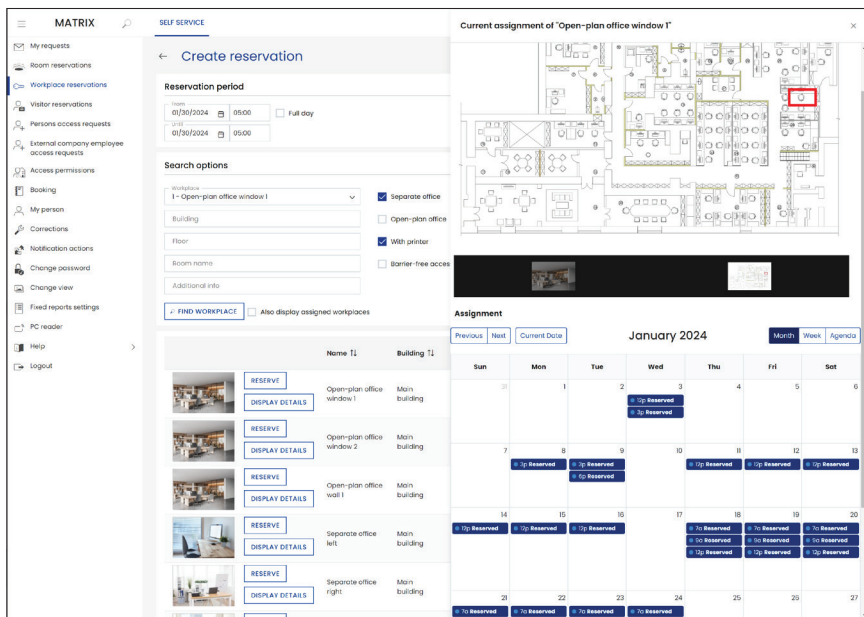 MATRIX
My requests
Room reservations
Workplace reservations
Visitor reservations
Persons access requests
External company employee
access requests
Access permissions
Booking
My person
Corrections
Notification actions
Change password
Change view
Fixed reports settings
PC reader
Help
Logout
SELF SERVICE
← Create reservation
Reservation period
From
01/30/2024 05:00 Full day
Until
01/30/2024 05:00
Search options
Workplace
1 - Open-plan office window 1
Building
Floor
Room name
Additional info
Separate office
Open-plan office
With printer
Barrier-free acces
FIND WORKPLACE Also display assigned workplaces
Name Building
RESERVE
DISPLAY DETAILS
Open-plan office
window 1
Main
building
RESERVE
DISPLAY DETAILS
Open-plan office
window 2
Main
building
RESERVE
DISPLAY DETAILS
Open-plan office
wall 1
Main
building
RESERVE
DISPLAY DETAILS
Separate office
left
Main
building
RESERVE
DISPLAY DETAILS
Separate office
right
Main
building
Current assignment of "Open-plan office window 1" ×
Assignment
Previous Next Current Date January 2024 Month Week Agenda
Sun Mon Tue Wed Thu Fri Sat
31 1 2 3 4 5 6
12p Reserved
3p Reserved
7 8 9 10 11 12 13
3p Reserved 3p Reserved 12p Reserved 12p Reserved 12p Reserved
6p Reserved
14 15 16 17 18 19 20
12p Reserved 12p Reserved 12p Reserved 7a Reserved 7a Reserved 7a Reserved
9a Reserved 9a Reserved 9a Reserved
12p Reserved 12p Reserved 12p Reserved
21 22 23 24 25 26 27
7a Reserved 7a Reserved 7a Reserved 7a Reserved